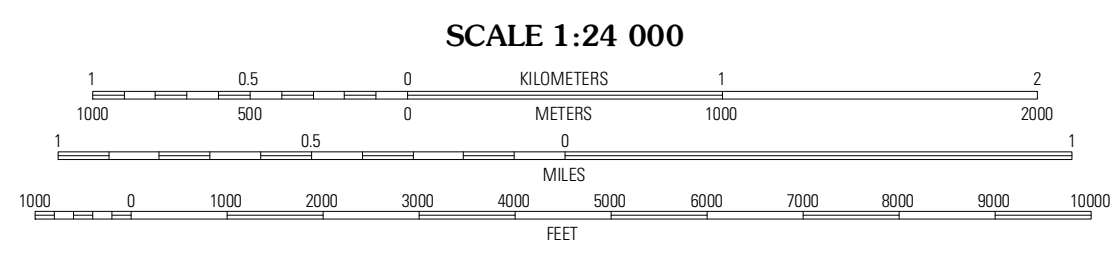 SCALE 1:24 000
1 0.5 0 KILOMETERS 1 2
1000 500 0 METERS 1000 2000
1 0.5 0 1
MILES
1000 0 1000 2000 3000 4000 5000 6000 7000 8000 9000 10000
FEET